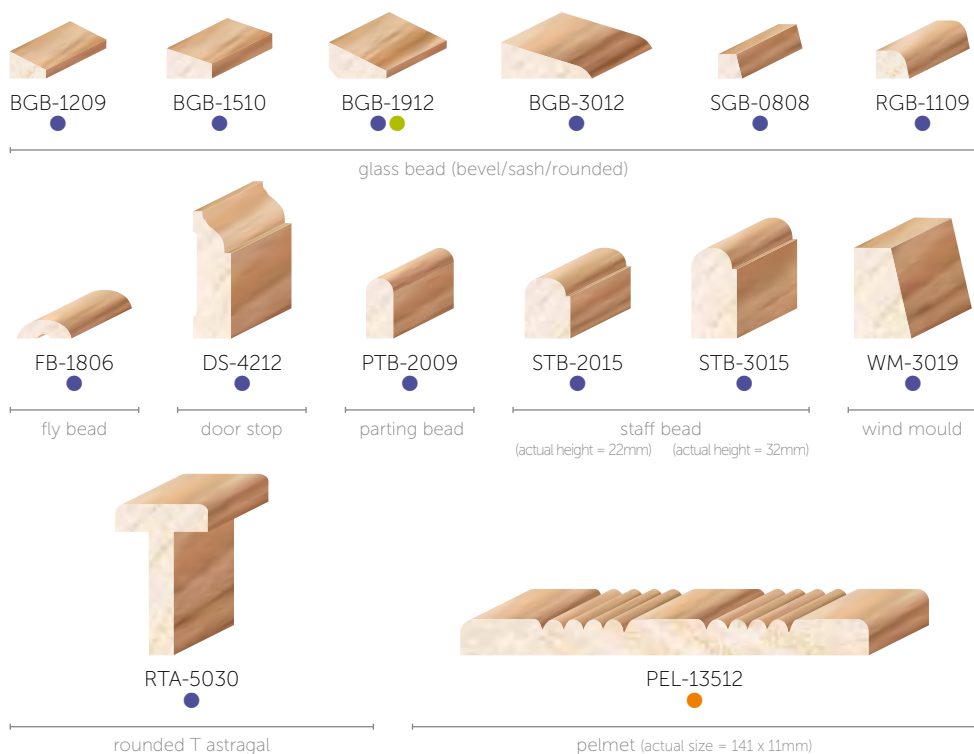 BGB-1209 BGB-1510 BGB-1912 BGB-3012 SGB-0808 RGB-1109
glass bead (bevel/sash/rounded)
FB-1806 DS-4212 PTB-2009 STB-2015 STB-3015 WM-3019
fly bead door stop parting bead staff bead wind mould
(actual height = 22mm) (actual height = 32mm)
RTA-5030 PEL-13512
rounded T astragal pelmet (actual size = 141 x 11mm)